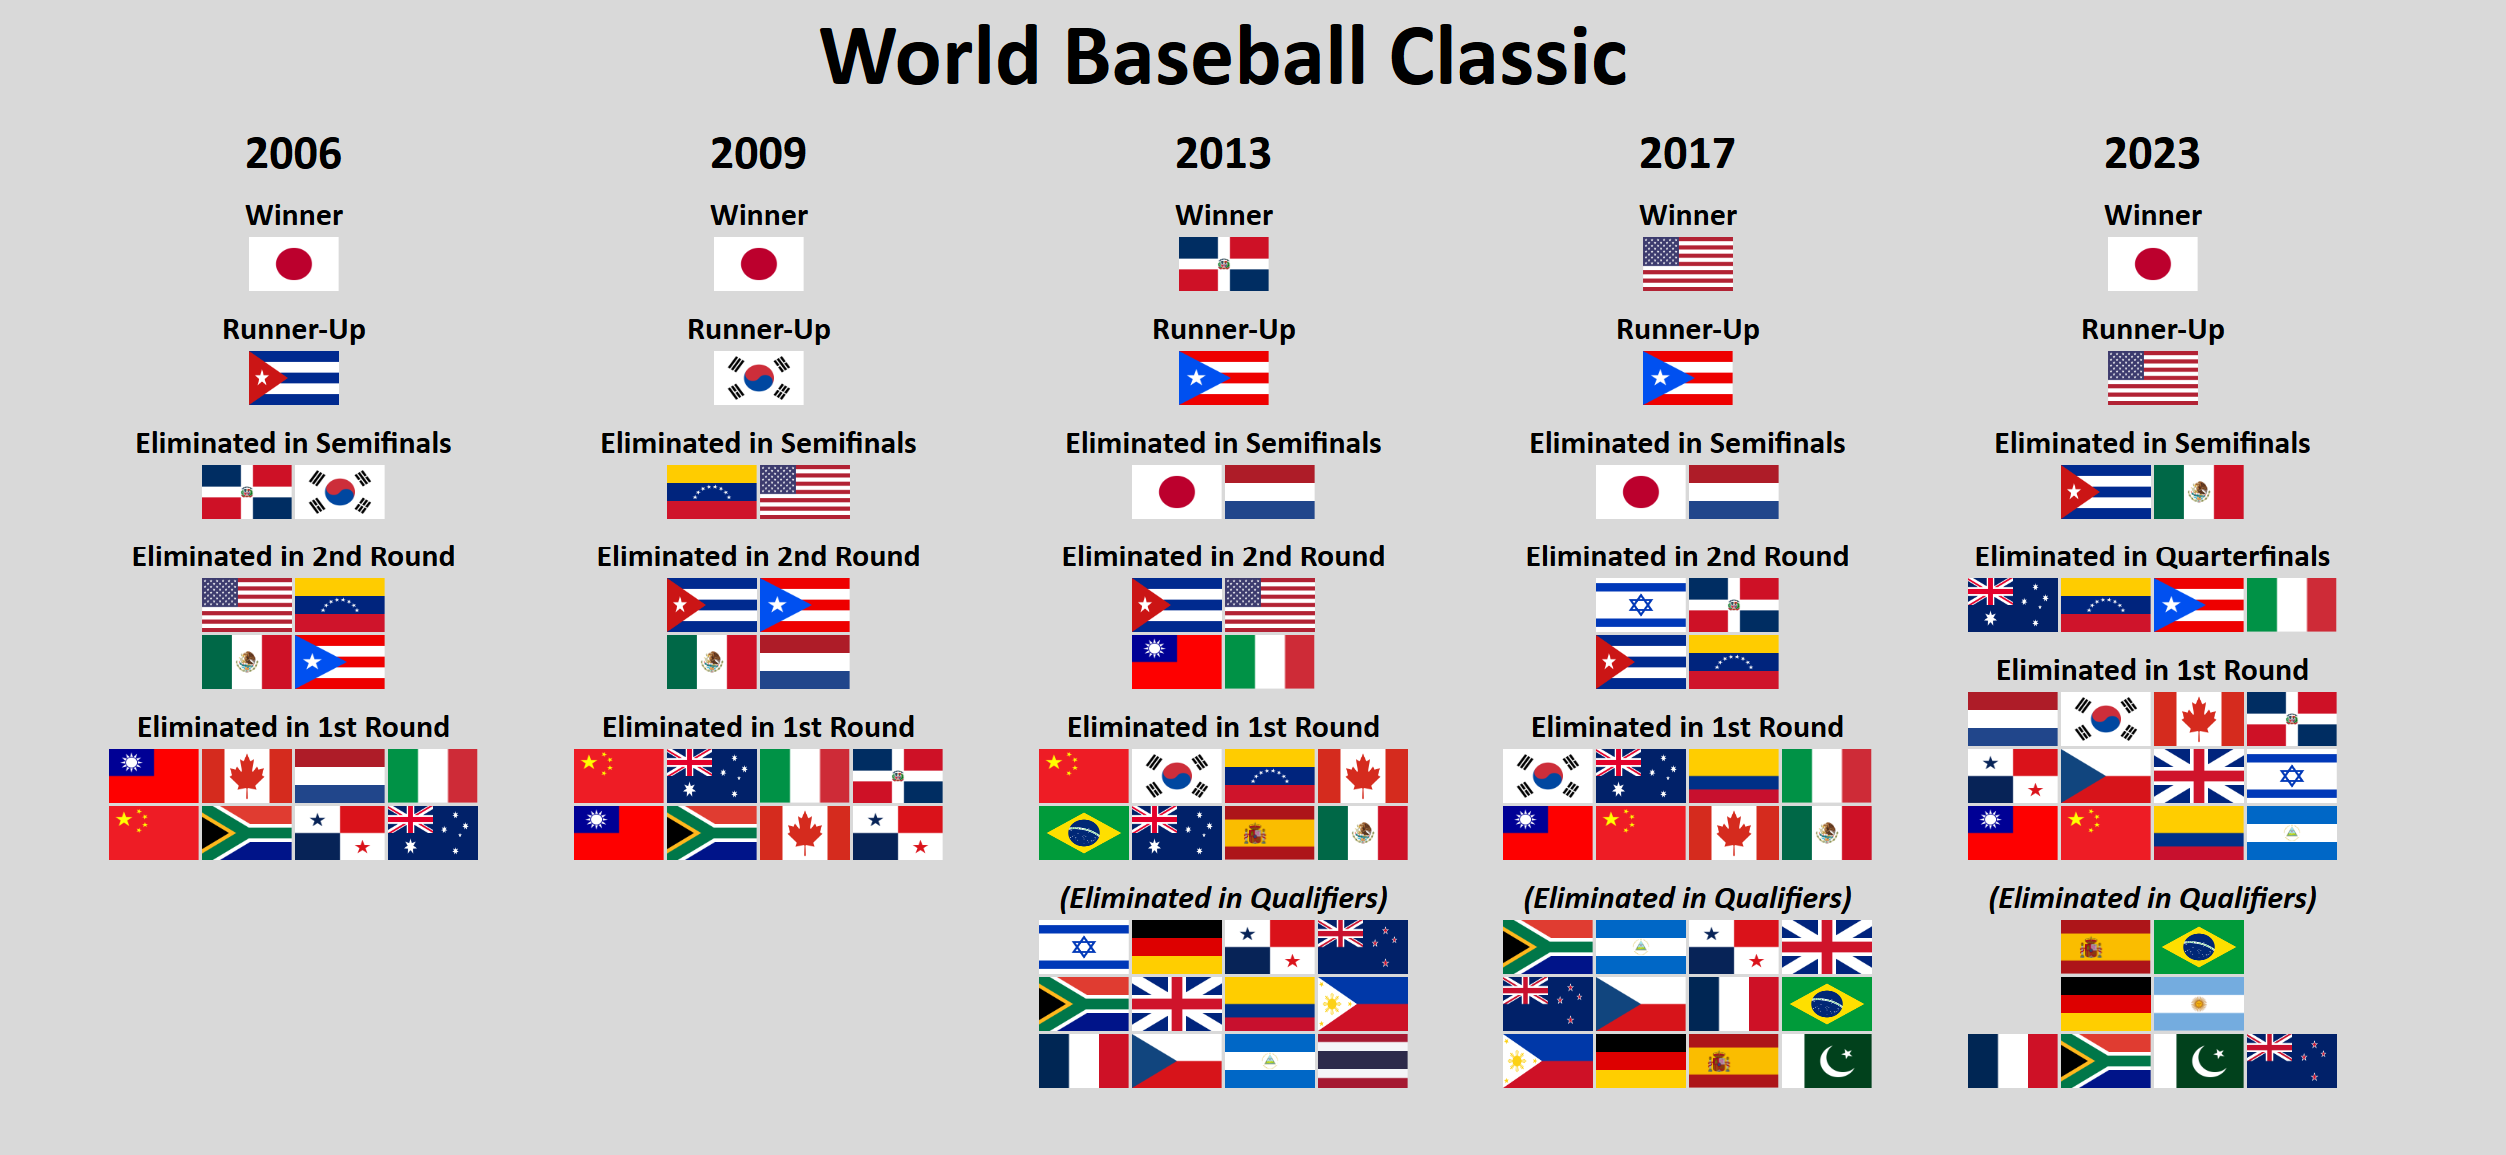 World Baseball Classic
2006
Winner
Runner-Up
Eliminated in Semifinals
Eliminated in 2nd Round
Eliminated in 1st Round
2009
Winner
Runner-Up
Eliminated in Semifinals
Eliminated in 2nd Round
Eliminated in 1st Round
2013
Winner
Runner-Up
Eliminated in Semifinals
Eliminated in 2nd Round
Eliminated in 1st Round
(Eliminated in Qualifiers)
2017
Winner
Runner-Up
Eliminated in Semifinals
Eliminated in 2nd Round
Eliminated in 1st Round
(Eliminated in Qualifiers)
2023
Winner
Runner-Up
Eliminated in Semifinals
Eliminated in Quarterfinals
Eliminated in 1st Round
(Eliminated in Qualifiers)